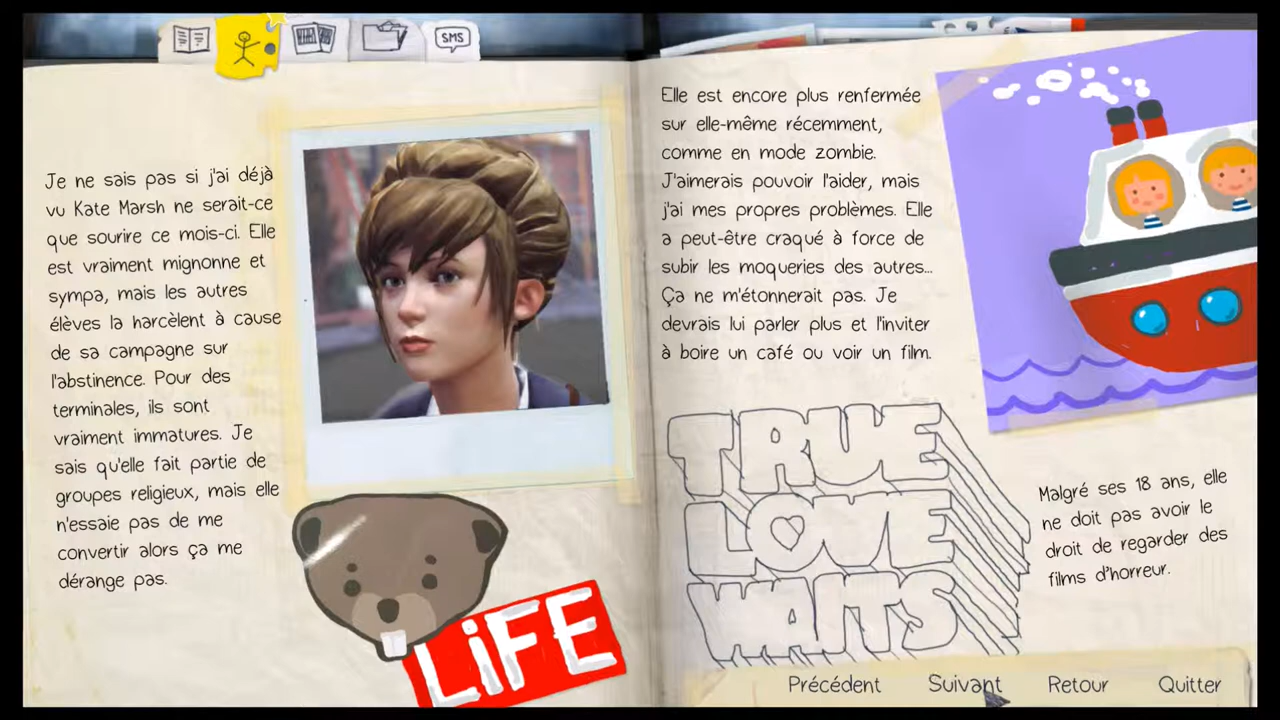 SMS
Je ne sais pas si j'ai déjà
vu Kate Marsh ne serait-ce
que sourire ce mois-ci. Elle
est vraiment mignonne et
sympa, mais les autres
élèves la harcèlent à cause
de sa campagne sur
l'abstinence. Pour des
terminales, ils sont
vraiment immatures. Je
sais qu'elle fait partie de
groupes religieux, mais elle
n'essaie pas de me
convertir alors ça me
dérange pas.
LiFE
Elle est encore plus renfermée
sur elle-même récemment,
comme en mode zombie.
J'aimerais pouvoir l'aider, mais
j'ai mes propres problèmes. Elle
a peut-être craqué à force de
subir les moqueries des autres...
Ça ne m'étonnerait pas. Je
devrais lui parler plus et l'inviter
à boire un café ou voir un film.
TRUE
LOVE
WAITS
Malgré ses 18 ans, elle
ne doit pas avoir le
droit de regarder des
films d'horreur.
Précédent Suivant Retour Quitter